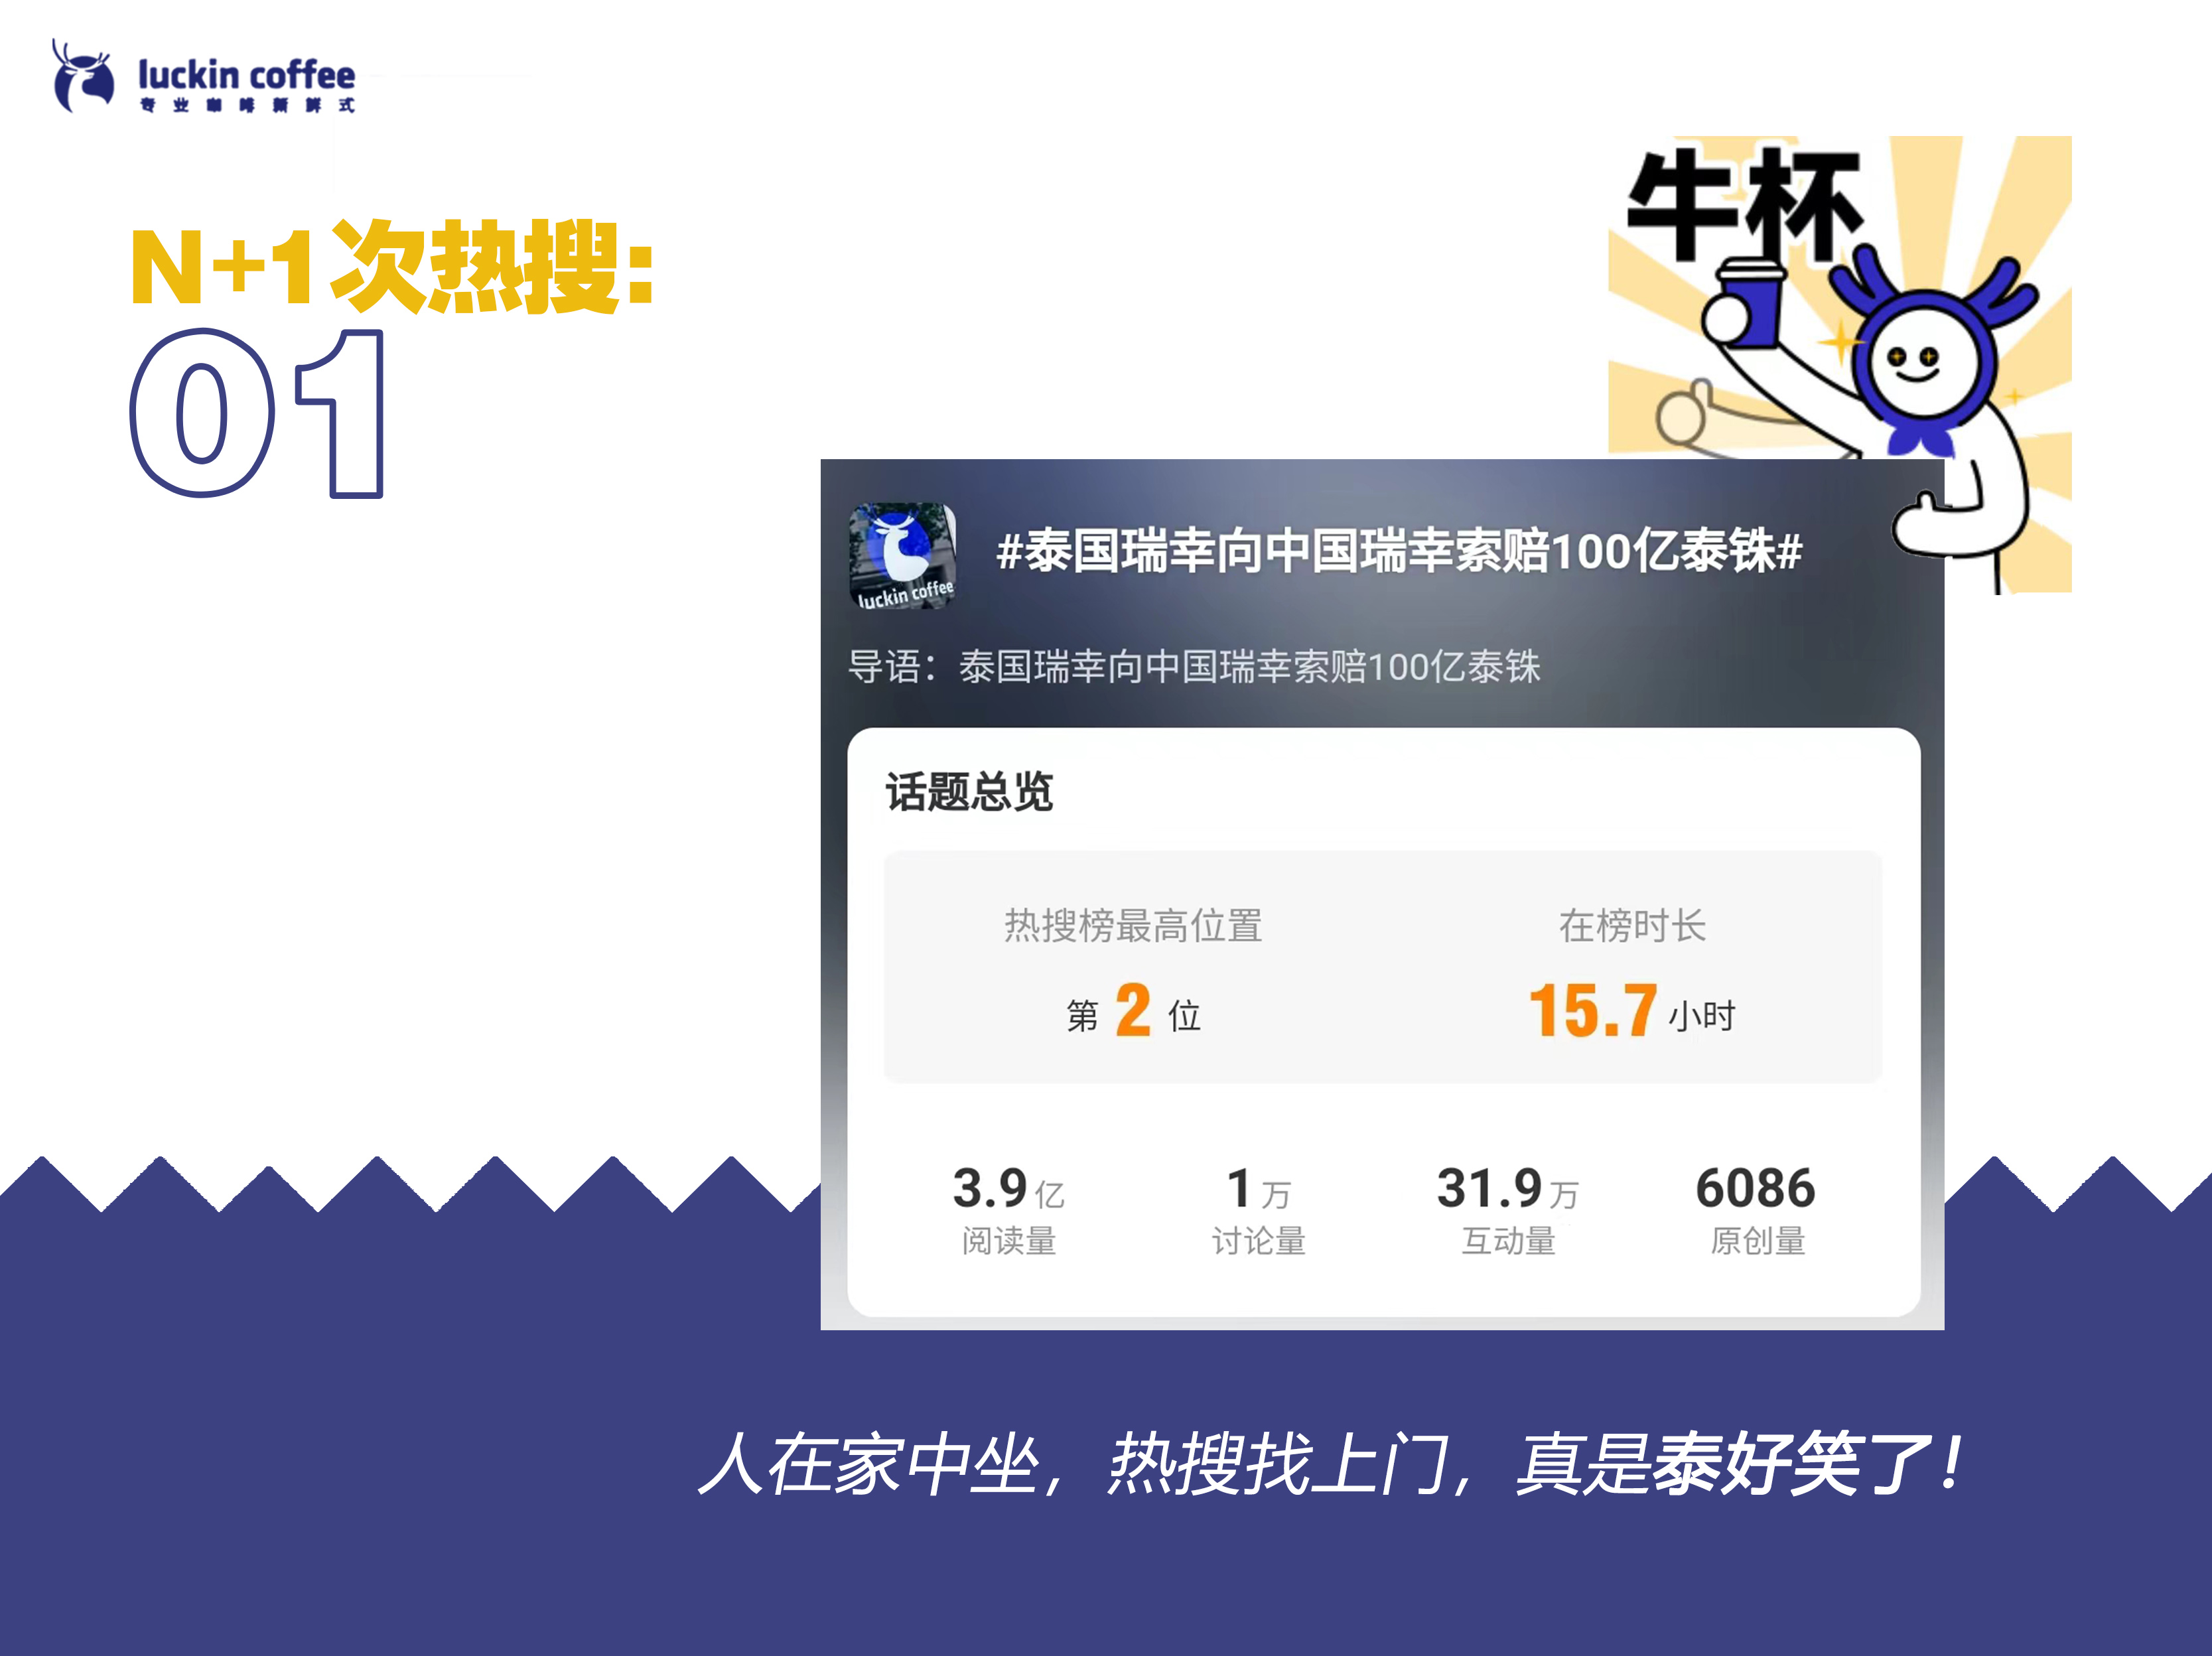 luckin coffee
专业咖啡新鲜式
N+1次热搜:
01
牛杯
luckin coffee
#泰国瑞幸向中国瑞幸索赔100亿泰铢#
导语：泰国瑞幸向中国瑞幸索赔100亿泰铢
话题总览
热搜榜最高位置 在榜时长
第 2 位 15.7 小时
3.9亿 1万 31.9万 6086
阅读量 讨论量 互动量 原创量
人在家中坐，热搜找上门，真是泰好笑了！